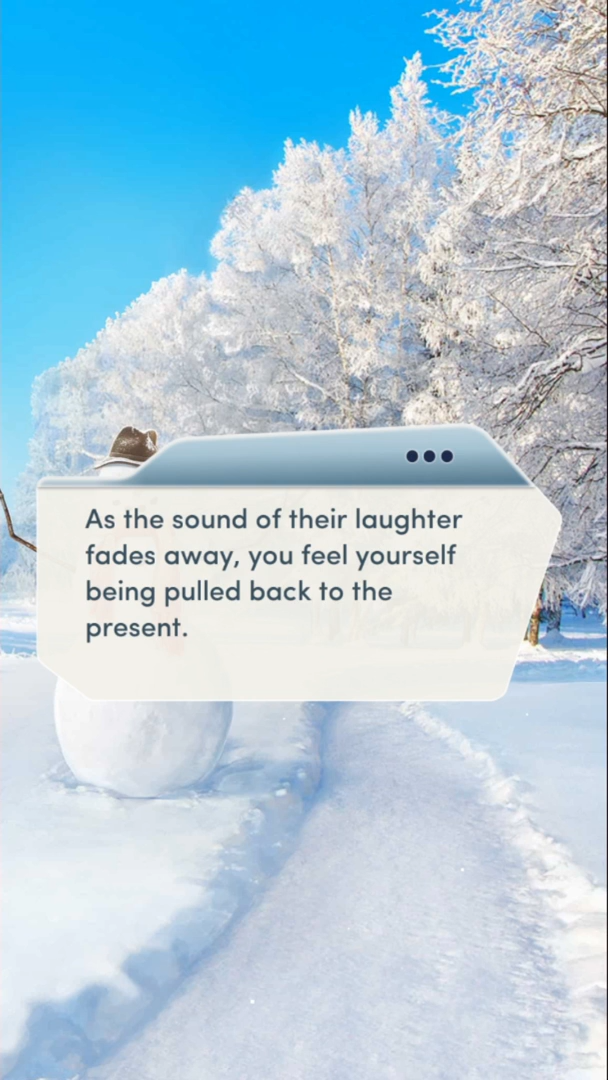 As the sound of their laughter
fades away, you feel yourself
being pulled back to the
present.